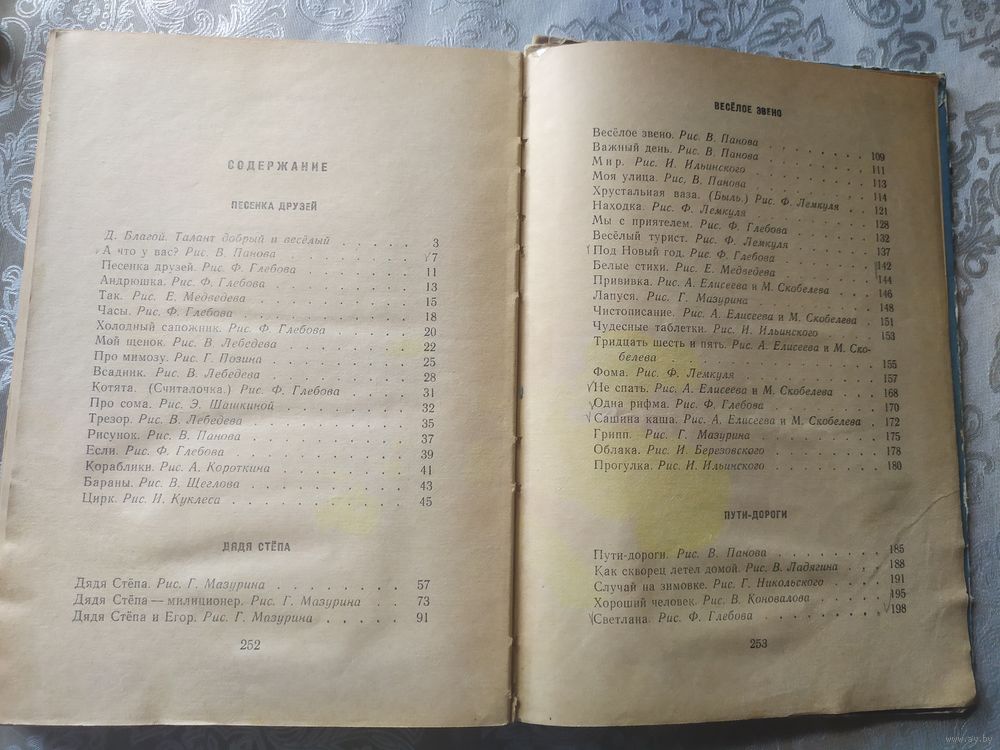 СОДЕРЖАНИЕ
ПЕСЕНКА ДРУЗЕЙ
Д. Благой. Талант добрый и весёлый . . . . . 3
А что у вас? Рис. В. Панова . . . . . 7
Песенка друзей. Рис. Ф. Глебова . . . . . 11
Андрюшка. Рис. Ф. Глебова . . . . . 13
Так. Рис. Е. Медведева . . . . . 15
Часы. Рис. Ф. Глебова . . . . . 18
Холодный сапожник. Рис. Ф. Глебова . . . . . 20
Мой щенок. Рис. В. Лебедева . . . . . 22
Про мимозу. Рис. Г. Позина . . . . . 25
Всадник. Рис. В. Лебедева . . . . . 28
Котята. (Считалочка.) Рис. Ф. Глебова . . . . . 31
Про сома. Рис. Э. Шашкиной . . . . . 32
Трезор. Рис. В. Лебедева . . . . . 35
Рисунок. Рис. В. Панова . . . . . 37
Если. Рис. Ф. Глебова . . . . . 39
Кораблики. Рис. А. Короткина . . . . . 41
Бараны. Рис. В. Щеглова . . . . . 43
Цирк. Рис. И. Куклеса . . . . . 45
ДЯДЯ СТЁПА
Дядя Стёпа. Рис. Г. Мазурина . . . . . 57
Дядя Стёпа — милиционер. Рис. Г. Мазурина . . 73
Дядя Стёпа и Егор. Рис. Г. Мазурина . . . . . 91
252
ВЕСЁЛОЕ ЗВЕНО
Весёлое звено. Рис. В. Панова . . . . . 109
Важный день. Рис. В. Панова . . . . . 111
Мир. Рис. И. Ильинского . . . . . 113
Моя улица. Рис. В. Панова . . . . . 114
Хрустальная ваза. (Быль.) Рис. Ф. Лемкуля . . 121
Находка. Рис. Ф. Лемкуля . . . . . 128
Мы с приятелем. Рис. Ф. Глебова . . . . . 132
Весёлый турист. Рис. Ф. Лемкуля . . . . . 137
Под Новый год. Рис. Ф. Глебова . . . . . 142
Белые стихи. Рис. Е. Медведева . . . . . 144
Прививка. Рис. А. Елисеева и М. Скобелева . . 146
Лапуся. Рис. Г. Мазурина . . . . . 148
Чистописание. Рис. А. Елисеева и М. Скобелева . 151
Чудесные таблетки. Рис. И. Ильинского . . . . . 153
Тридцать шесть и пять. Рис. А. Елисеева и М. Ско-
белева . . . . . 155
Фома. Рис. Ф. Лемкуля . . . . . 157
Не спать. Рис. А. Елисеева и М. Скобелева . . . 168
Одна рифма. Рис. Ф. Глебова . . . . . 170
Сашина каша. Рис. А. Елисеева и М. Скобелева . 172
Грипп. Рис. Г. Мазурина . . . . . 175
Облака. Рис. И. Березовского . . . . . 178
Прогулка. Рис. И. Ильинского . . . . . 180
ПУТИ-ДОРОГИ
Пути-дороги. Рис. В. Панова . . . . . 185
Как скворец летел домой. Рис. В. Ладягина . . 188
Случай на зимовке. Рис. Г. Никольского . . . . 191
Хороший человек. Рис. В. Коновалова . . . . . 195
Светлана. Рис. Ф. Глебова . . . . . 198
253
www.ay.by